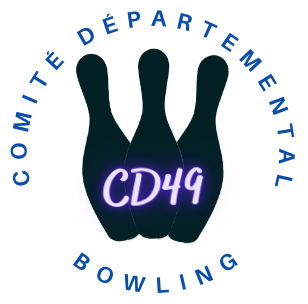 COMITÉ DÉPARTEMENTAL
CD49
BOWLING